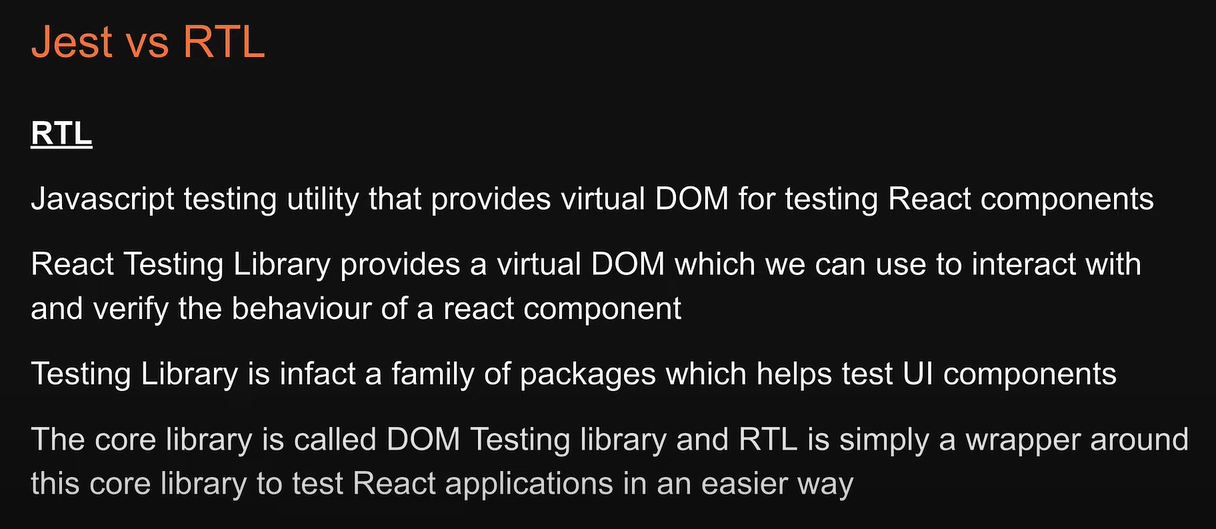 Jest vs RTL
RTL
Javascript testing utility that provides virtual DOM for testing React components
React Testing Library provides a virtual DOM which we can use to interact with
and verify the behaviour of a react component
Testing Library is infact a family of packages which helps test UI components
The core library is called DOM Testing library and RTL is simply a wrapper around
this core library to test React applications in an easier way